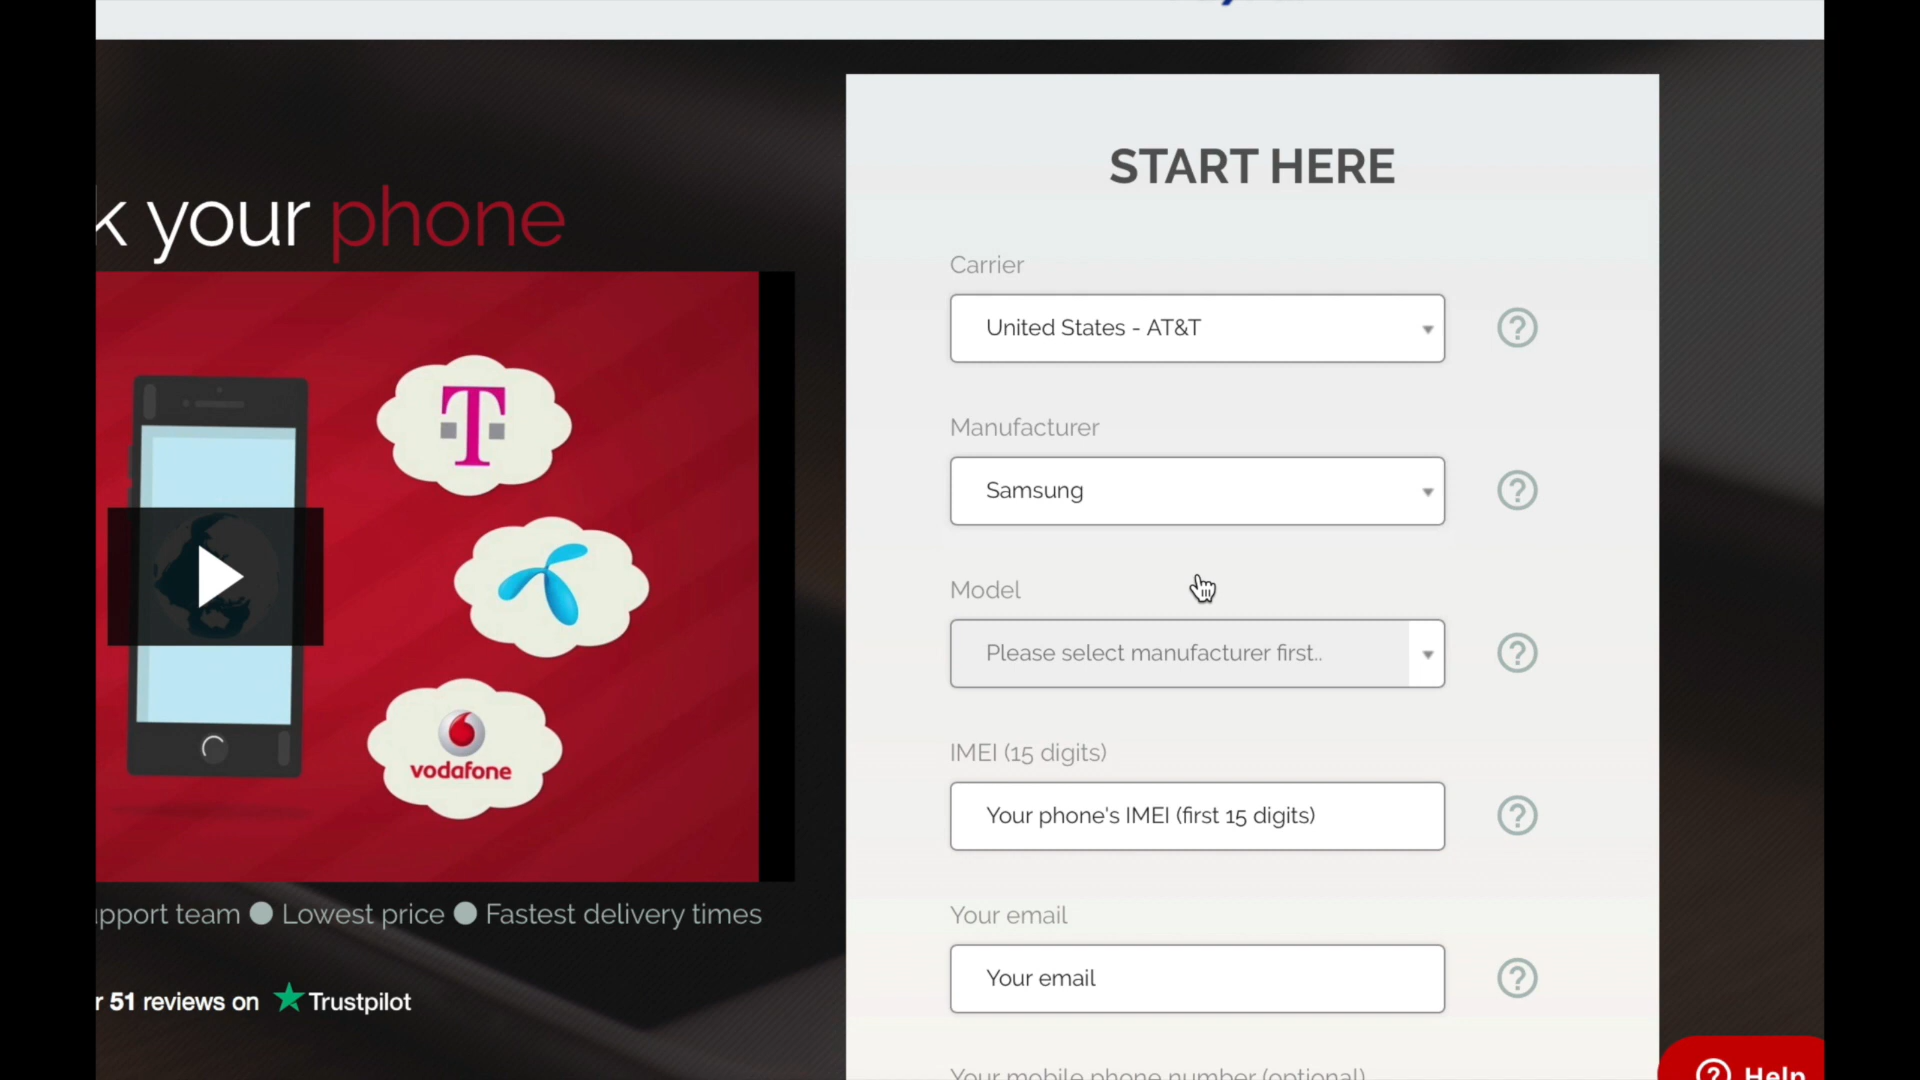 k your phone
T
vodafone
upport team Lowest price Fastest delivery times
r 51 reviews on Trustpilot
START HERE
Carrier
United States - AT&T
Manufacturer
Samsung
Model
Please select manufacturer first..
IMEI (15 digits)
Your phone's IMEI (first 15 digits)
Your email
Your email
Your mobile phone number (optional)
Help